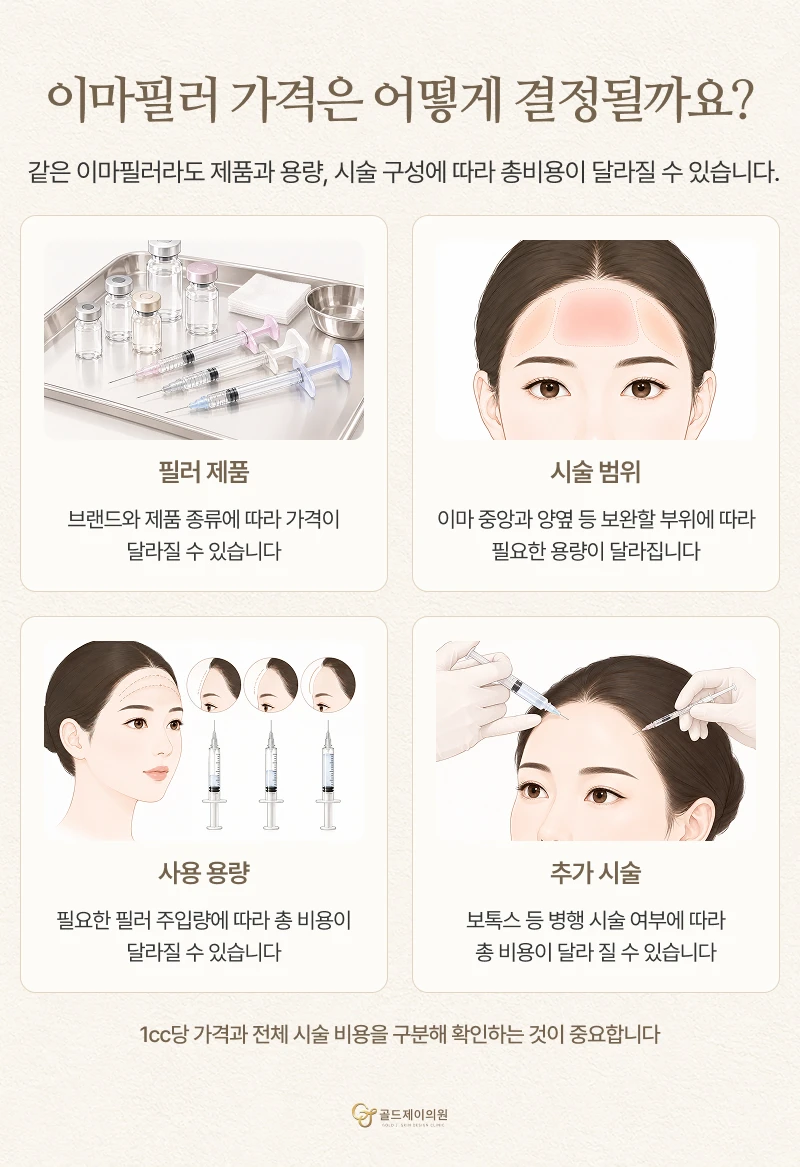 이마필러 가격은 어떻게 결정될까요?
같은 이마필러라도 제품과 용량, 시술 구성에 따라 총비용이 달라질 수 있습니다.
필러 제품
브랜드와 제품 종류에 따라 가격이
달라질 수 있습니다
시술 범위
이마 중앙과 양옆 등 보완할 부위에 따라
필요한 용량이 달라집니다
사용 용량
필요한 필러 주입량에 따라 총 비용이
달라질 수 있습니다
추가 시술
보톡스 등 병행 시술 여부에 따라
총 비용이 달라 질 수 있습니다
1cc당 가격과 전체 시술 비용을 구분해 확인하는 것이 중요합니다
골드제이의원
GOLD J. SKIN DESIGN CLINIC